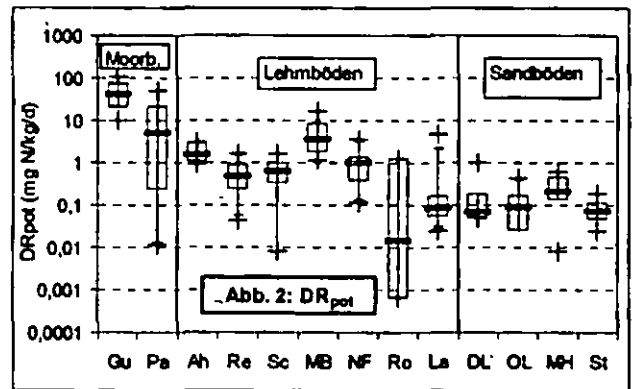 1000
Moorb.
Lehmböden
Sandböden
100
10
1
0,1
0,01
0,001
0,0001
DRpot (mg N/kg/d)
Abb. 2: DRpot
Gu Pa Ah Re Sc MB NF Ro La DL OL MH St